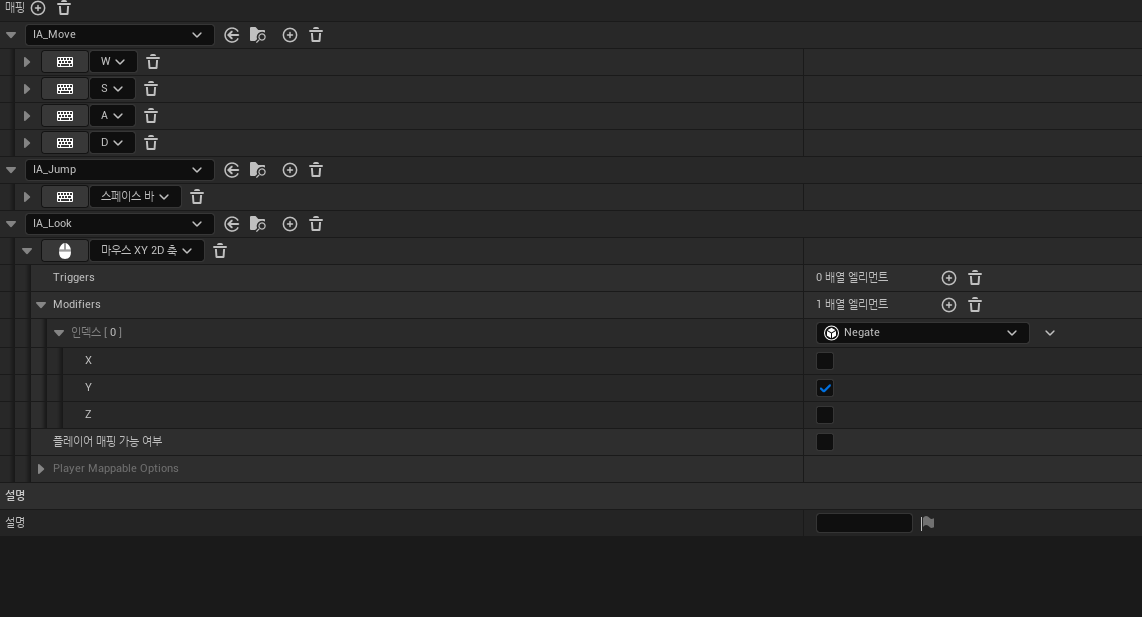 매핑
IA_Move
W
S
A
D
IA_Jump
스페이스 바
IA_Look
마우스 XY 2D 축
Triggers 0 배열 엘리먼트
Modifiers 1 배열 엘리먼트
인덱스 [ 0 ] Negate
X
Y
Z
플레이어 매핑 가능 여부
Player Mappable Options
설명
설명